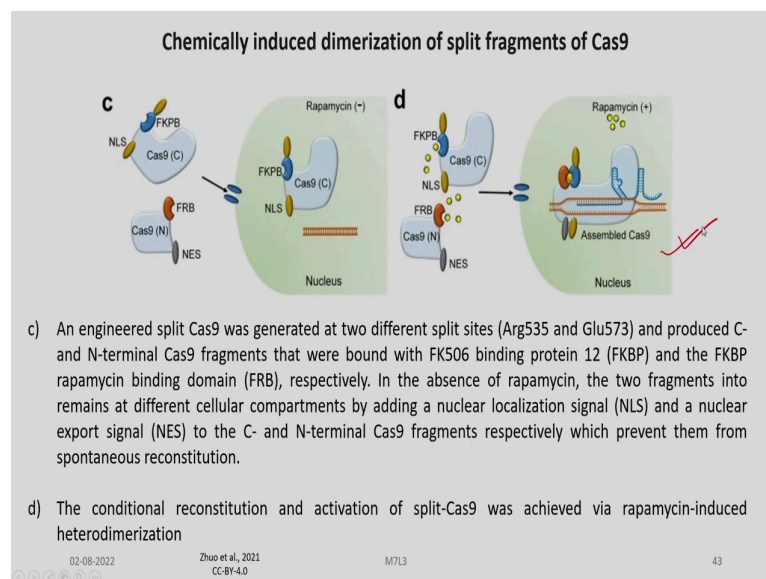 Chemically induced dimerization of split fragments of Cas9
c
FKPB
NLS
Cas9 (C)
FRB
Cas9 (N)
NES
Rapamycin (-)
FKPB
Cas9 (C)
NLS
Nucleus
d
FKPB
Cas9 (C)
NLS
FRB
Cas9 (N)
NES
Rapamycin (+)
Assembled Cas9
Nucleus
c) An engineered split Cas9 was generated at two different split sites (Arg535 and Glu573) and produced C-
and N-terminal Cas9 fragments that were bound with FK506 binding protein 12 (FKBP) and the FKBP
rapamycin binding domain (FRB), respectively. In the absence of rapamycin, the two fragments into
remains at different cellular compartments by adding a nuclear localization signal (NLS) and a nuclear
export signal (NES) to the C- and N-terminal Cas9 fragments respectively which prevent them from
spontaneous reconstitution.
d) The conditional reconstitution and activation of split-Cas9 was achieved via rapamycin-induced
heterodimerization
02-08-2022
Zhuo et al., 2021
CC-BY-4.0
M7L3
43